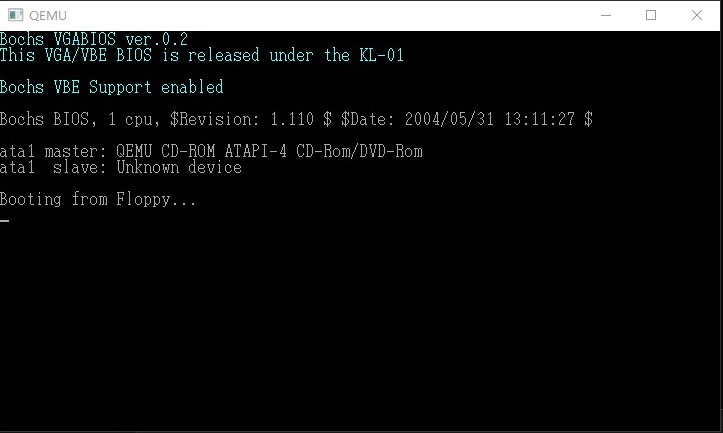 QEMU
Bochs VGABIOS ver.0.2
This VGA/VBE BIOS is released under the KL-01
Bochs VBE Support enabled
Bochs BIOS, 1 cpu, $Revision: 1.110 $ $Date: 2004/05/31 13:11:27 $
ata1 master: QEMU CD-ROM ATAPI-4 CD-Rom/DVD-Rom
ata1  slave: Unknown device
Booting from Floppy...